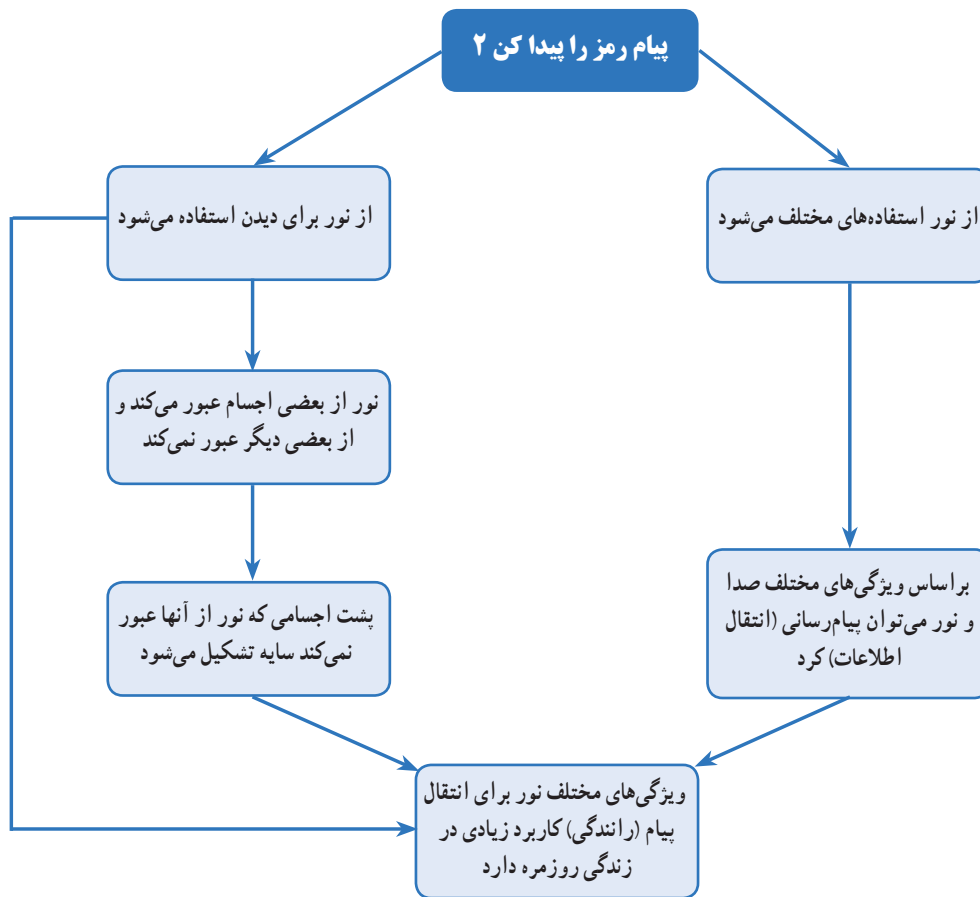 پیام رمز را پیدا کن ۲
از نور استفاده‌های مختلف می‌شود
از نور برای دیدن استفاده می‌شود
نور از بعضی اجسام عبور می‌کند و
از بعضی دیگر عبور نمی‌کند
براساس ویژگی‌های مختلف صدا
و نور می‌توان پیام‌رسانی (انتقال
اطلاعات) کرد
پشت اجسامی که نور از آنها عبور
نمی‌کند سایه تشکیل می‌شود
ویژگی‌های مختلف نور برای انتقال
پیام (رانندگی) کاربرد زیادی در
زندگی روزمره دارد